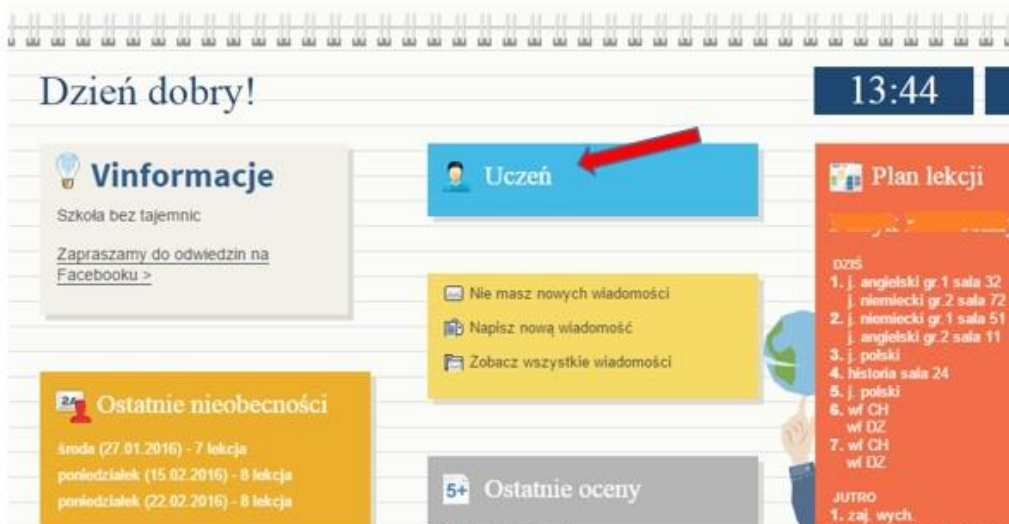 Dzień dobry!
13:44
Vinformacje
Szkoła bez tajemnic
Zapraszamy do odwiedzin na
Facebooku >
Ostatnie nieobecności
środa (27.01.2016) - 7 lekcja
poniedziałek (15.02.2016) - 8 lekcja
poniedziałek (22.02.2016) - 8 lekcja
Uczeń
Nie masz nowych wiadomości
Napisz nową wiadomość
Zobacz wszystkie wiadomości
5+ Ostatnie oceny
Plan lekcji
DZIŚ
1. j. angielski gr.1 sala 32
j. niemiecki gr.2 sala 72
2. j. niemiecki gr.1 sala 51
j. angielski gr.2 sala 11
3. j. polski
4. historia sala 24
5. j. polski
6. wf CH
wf DZ
7. wf CH
wf DZ
JUTRO
1. zaj. wych.